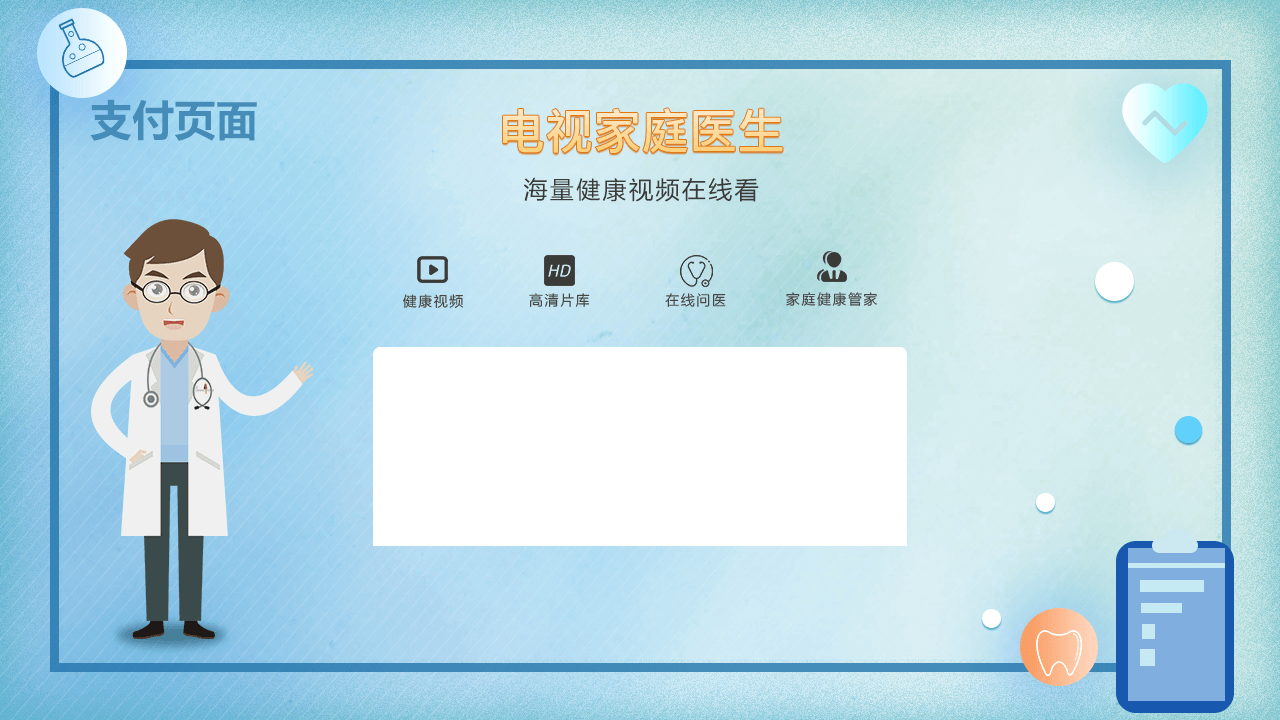 支付页面
电视家庭医生
海量健康视频在线看
健康视频
HD
高清片库
在线问医
家庭健康管家